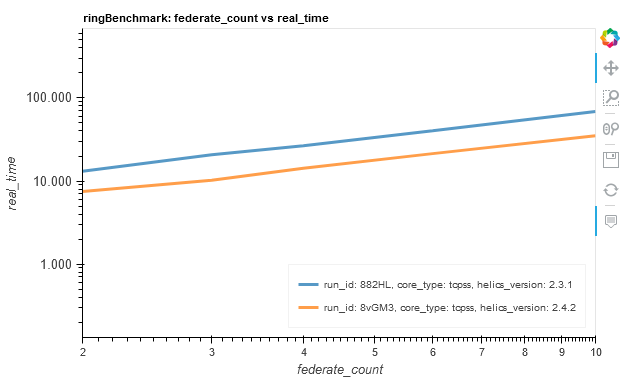 ringBenchmark: federate_count vs real_time
real_time
100.000
10.000
1.000
run_id: 882HL, core_type: tcpss, helics_version: 2.3.1
run_id: 8vGM3, core_type: tcpss, helics_version: 2.4.2
2 3 4 5 6 7 8 9 10
federate_count